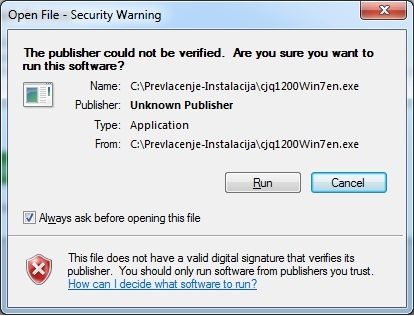 Open File - Security Warning
The publisher could not be verified. Are you sure you want to
run this software?
Name: C:\Prevlacenje-Instalacija\cjq1200Win7en.exe
Publisher: Unknown Publisher
Type: Application
From: C:\Prevlacenje-Instalacija\cjq1200Win7en.exe
Run Cancel
Always ask before opening this file
This file does not have a valid digital signature that verifies its
publisher. You should only run software from publishers you trust.
How can I decide what software to run?